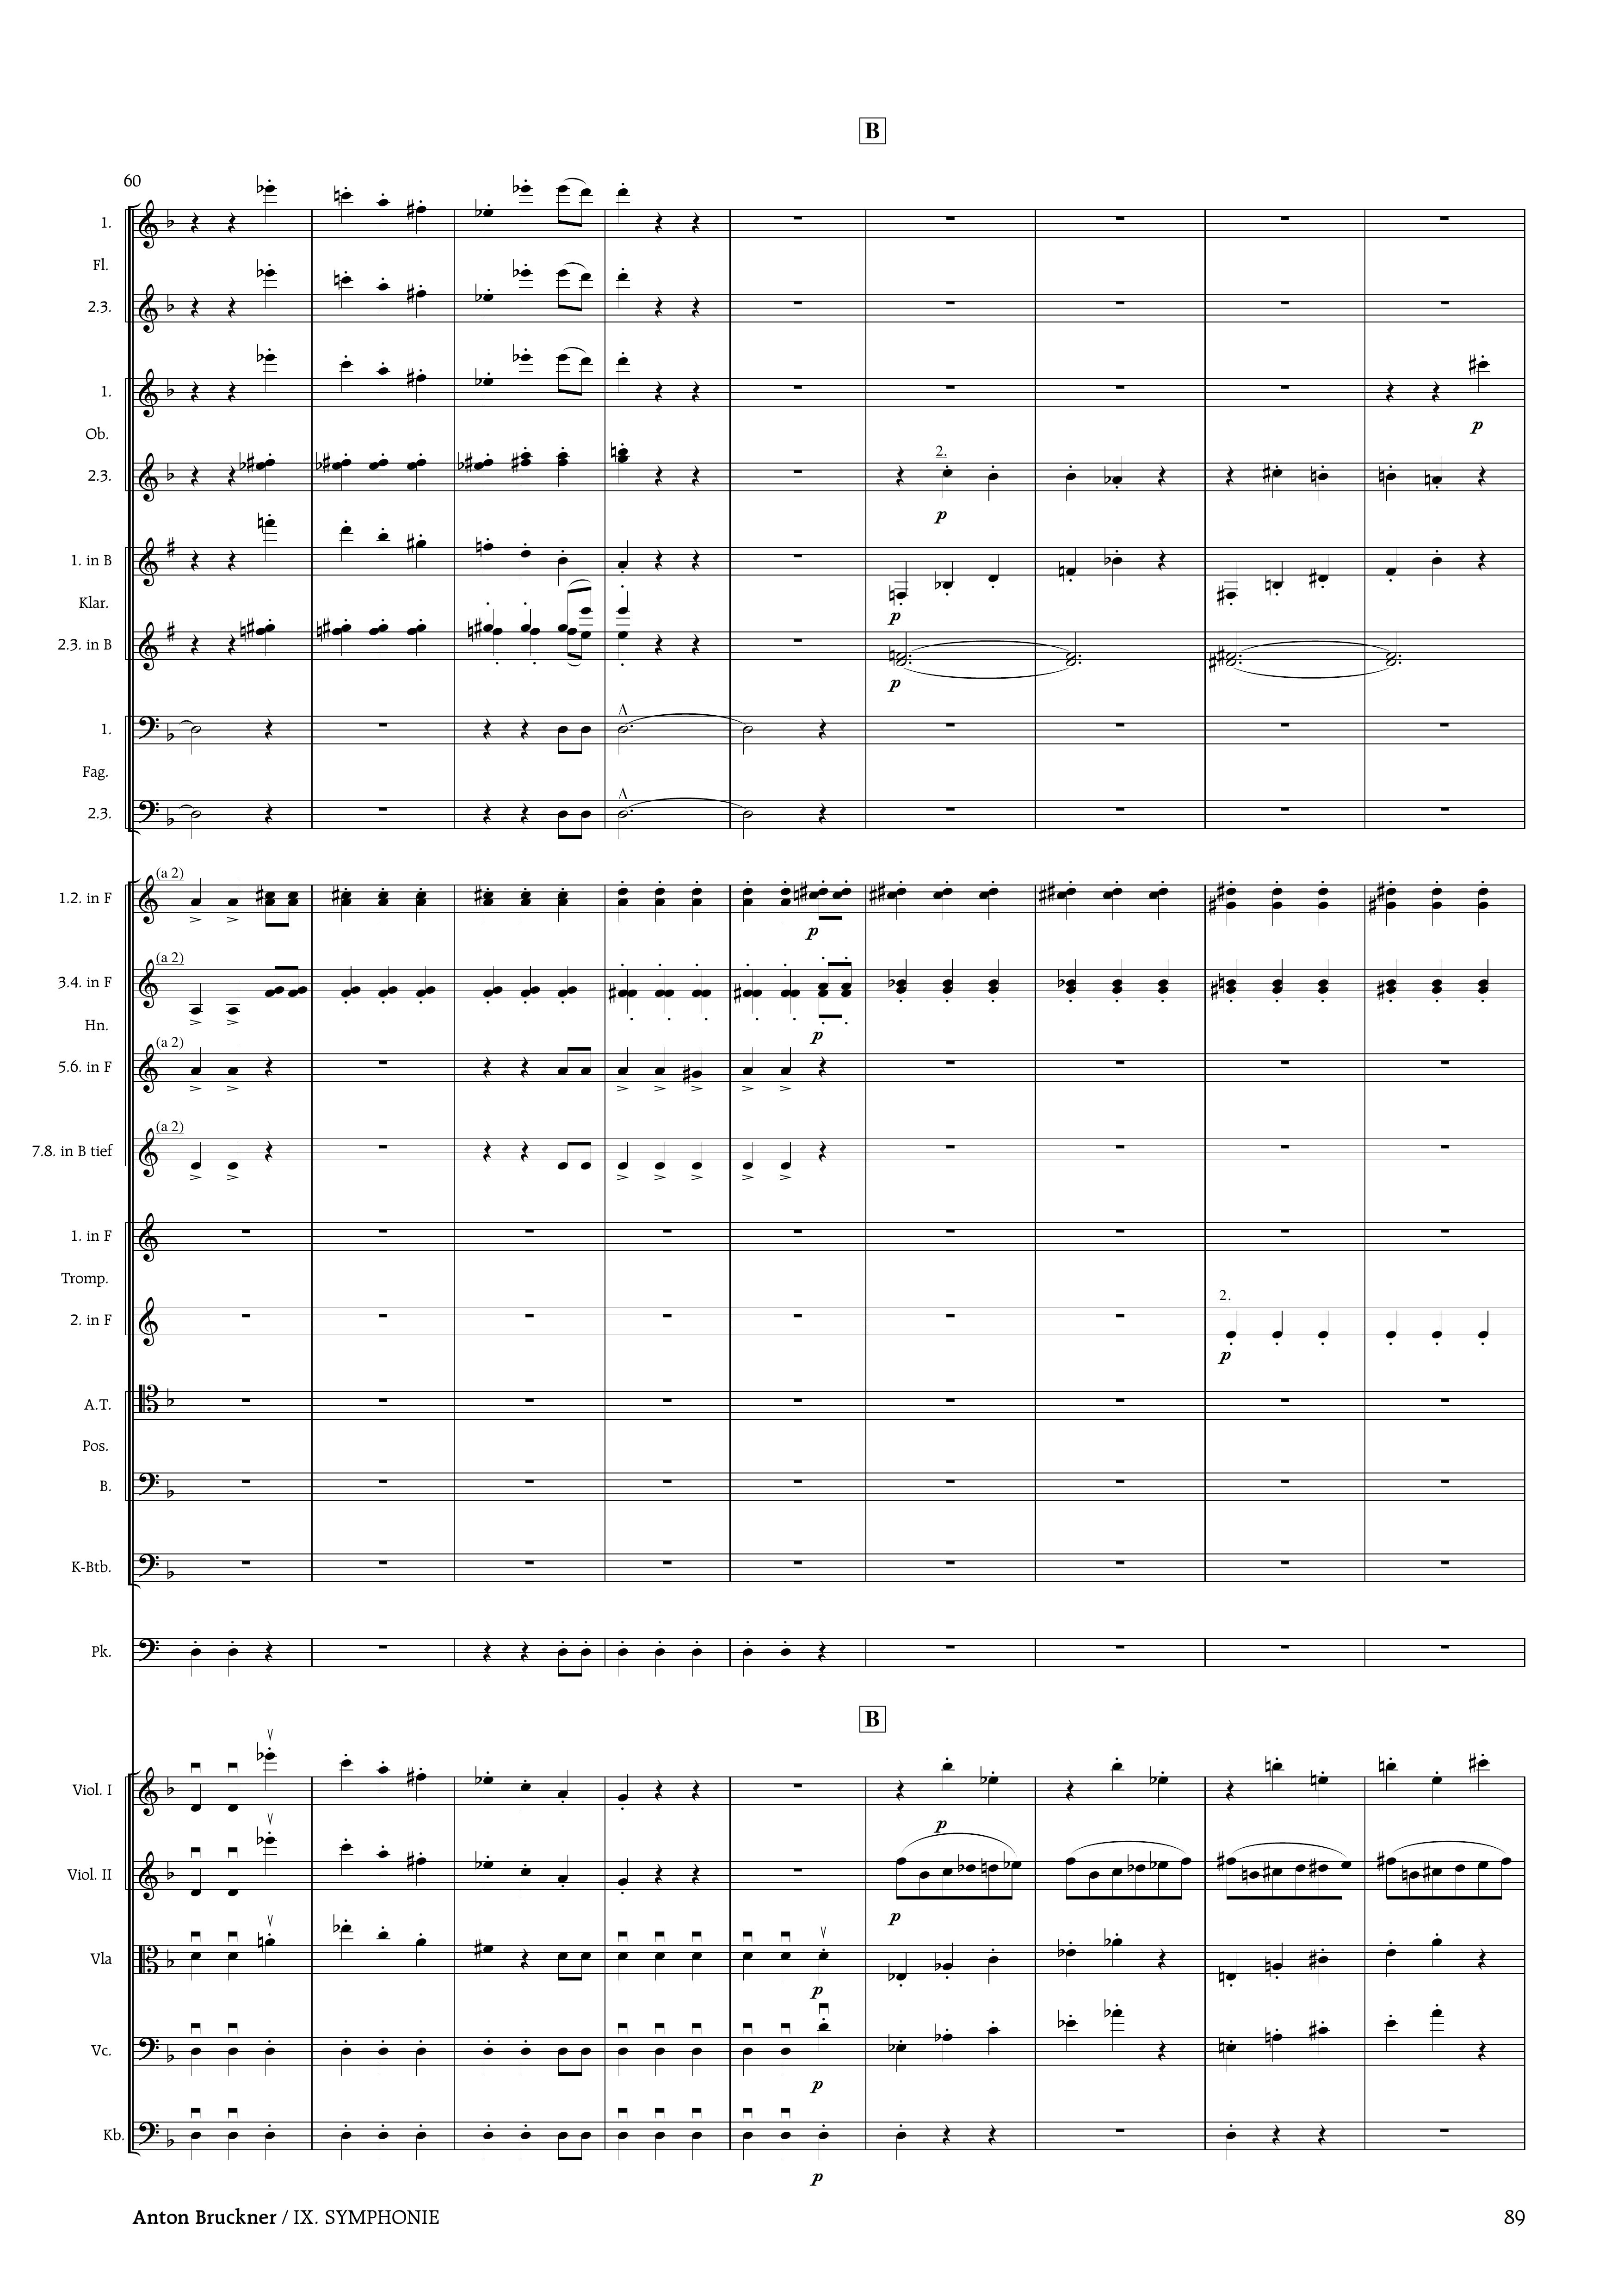 B
60
1.
Fl.
2.3.
1.
Ob.
p
2.
2.3.
p
1. in B
Klar.
p
2.3. in B
p
1.
Fag.
2.3.
(a 2)
1.2. in F
p
(a 2)
3.4. in F
Hn.
p
(a 2)
5.6. in F
(a 2)
7.8. in B tief
1. in F
Tromp.
2.
2. in F
p
A.T.
Pos.
B.
K-Btb.
Pk.
B
Viol. I
p
Viol. II
p
Vla
p
Vc.
p
Kb.
p
Anton Bruckner / IX. SYMPHONIE 89